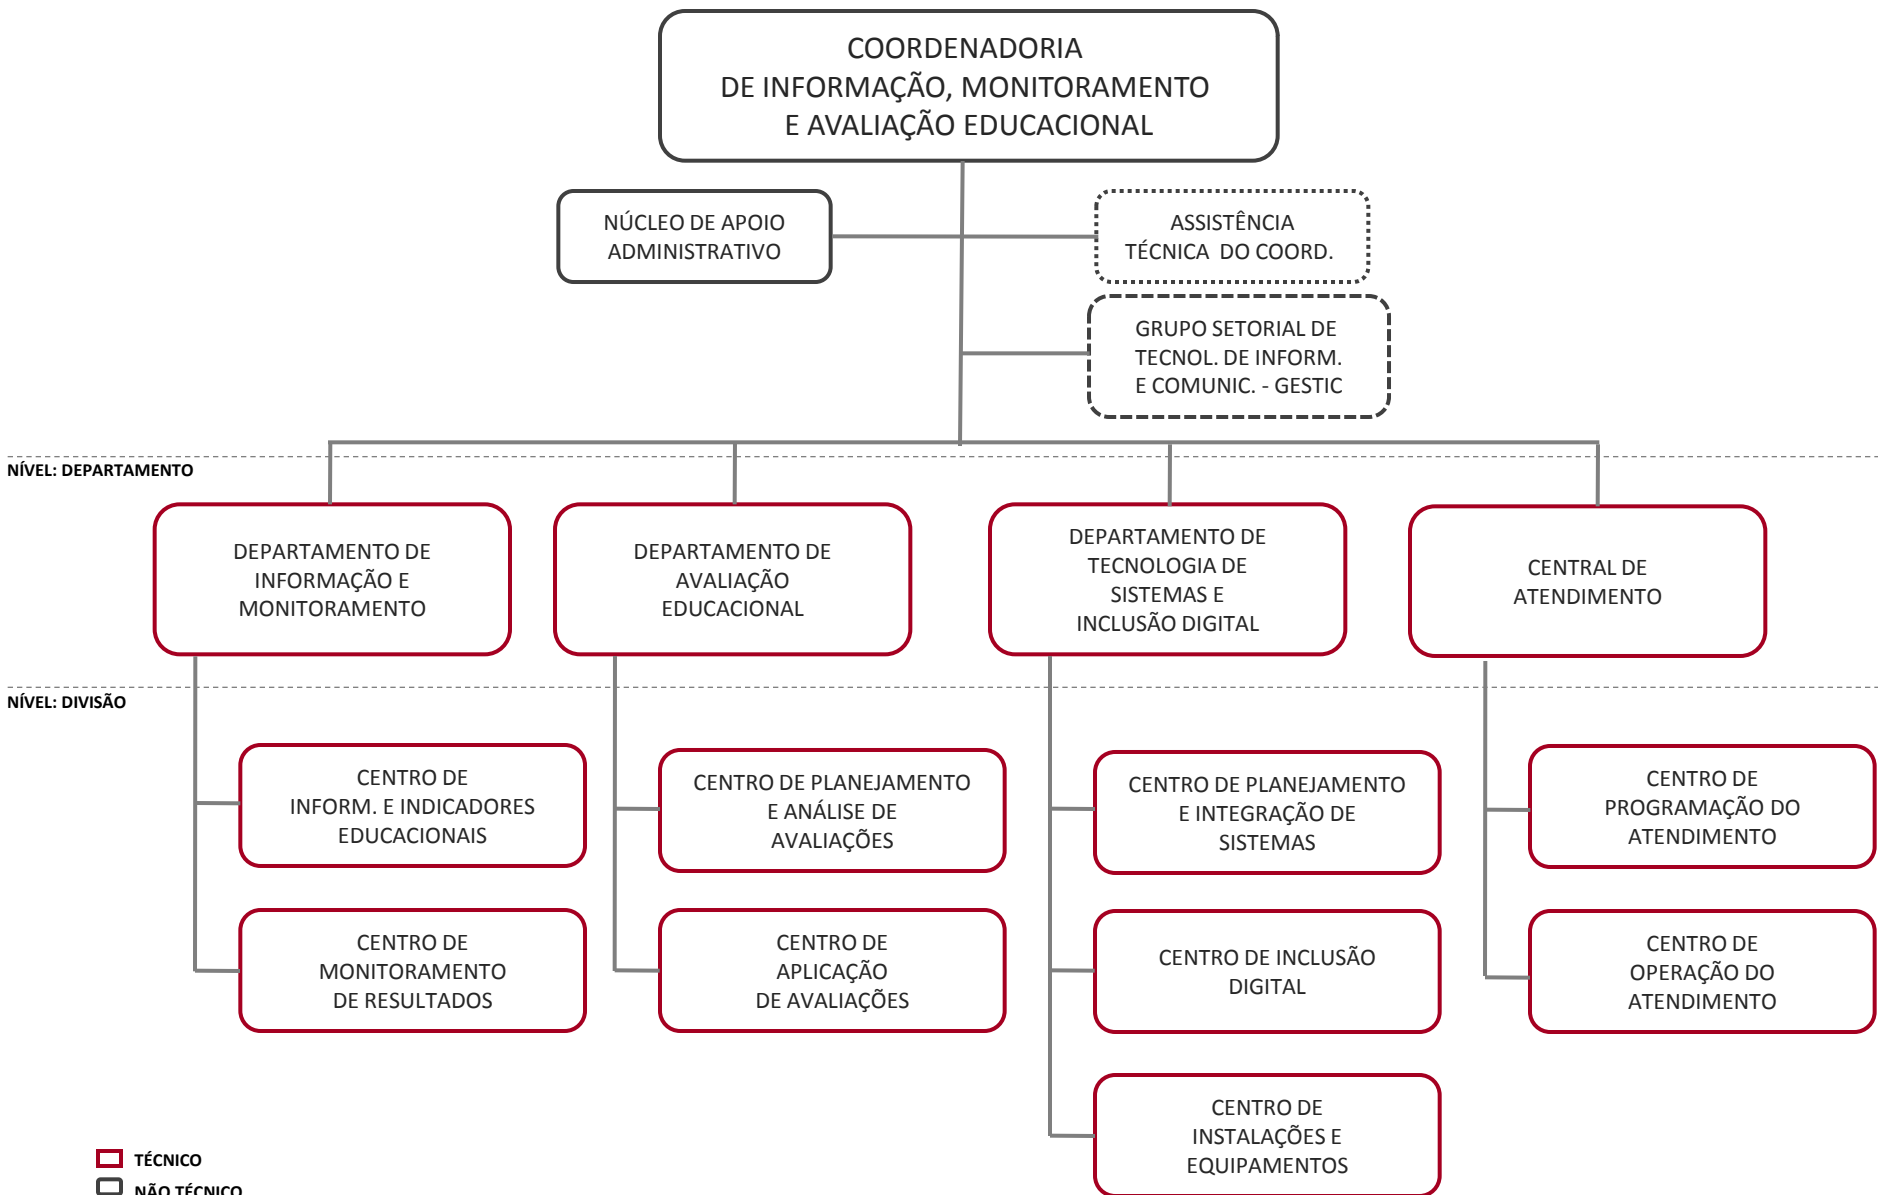 COORDENADORIA
DE INFORMAÇÃO, MONITORAMENTO
E AVALIAÇÃO EDUCACIONAL
NÚCLEO DE APOIO
ADMINISTRATIVO
ASSISTÊNCIA
TÉCNICA DO COORD.
GRUPO SETORIAL DE
TECNOL. DE INFORM.
E COMUNIC. - GESTIC
NÍVEL: DEPARTAMENTO
DEPARTAMENTO DE
INFORMAÇÃO E
MONITORAMENTO
DEPARTAMENTO DE
AVALIAÇÃO
EDUCACIONAL
DEPARTAMENTO DE
TECNOLOGIA DE
SISTEMAS E
INCLUSÃO DIGITAL
CENTRAL DE
ATENDIMENTO
NÍVEL: DIVISÃO
CENTRO DE
INFORM. E INDICADORES
EDUCACIONAIS
CENTRO DE PLANEJAMENTO
E ANÁLISE DE
AVALIAÇÕES
CENTRO DE PLANEJAMENTO
E INTEGRAÇÃO DE
SISTEMAS
CENTRO DE
PROGRAMAÇÃO DO
ATENDIMENTO
CENTRO DE
MONITORAMENTO
DE RESULTADOS
CENTRO DE
APLICAÇÃO
DE AVALIAÇÕES
CENTRO DE INCLUSÃO
DIGITAL
CENTRO DE
OPERAÇÃO DO
ATENDIMENTO
CENTRO DE
INSTALAÇÕES E
EQUIPAMENTOS
TÉCNICO
NÃO TÉCNICO